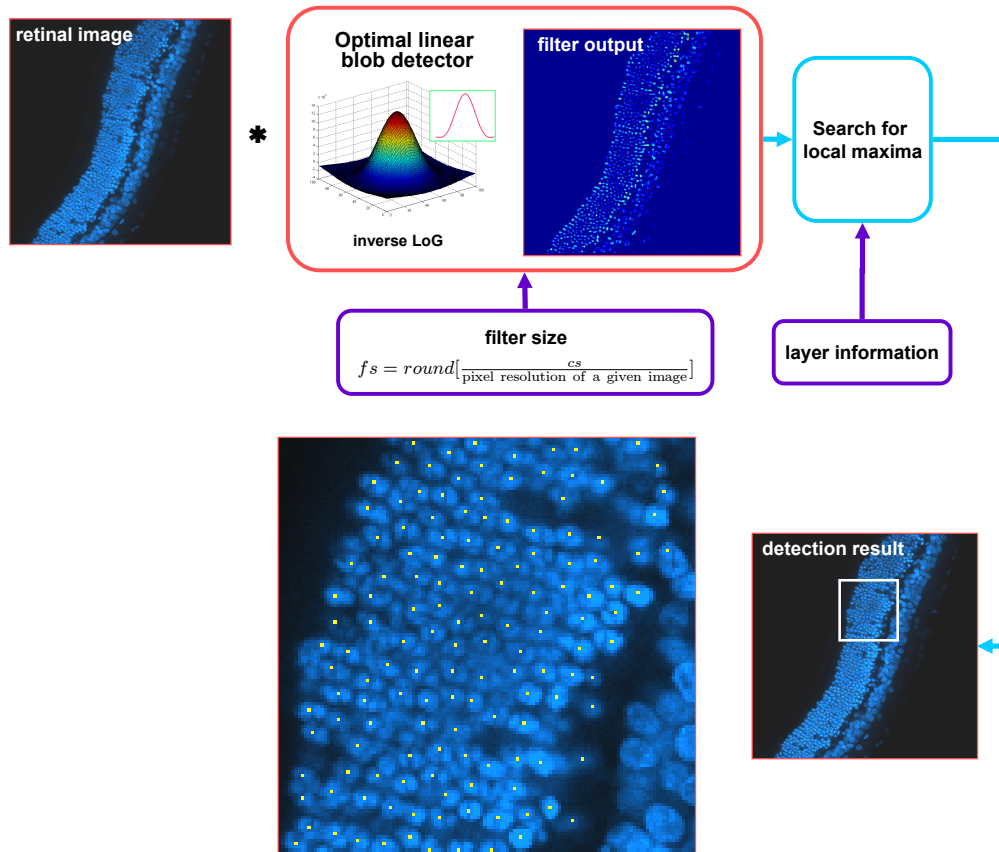 retinal image
*
Optimal linear
blob detector
inverse LoG
filter output
Search for
local maxima
filter size
fs = round[cs / pixel resolution of a given image]
layer information
detection result